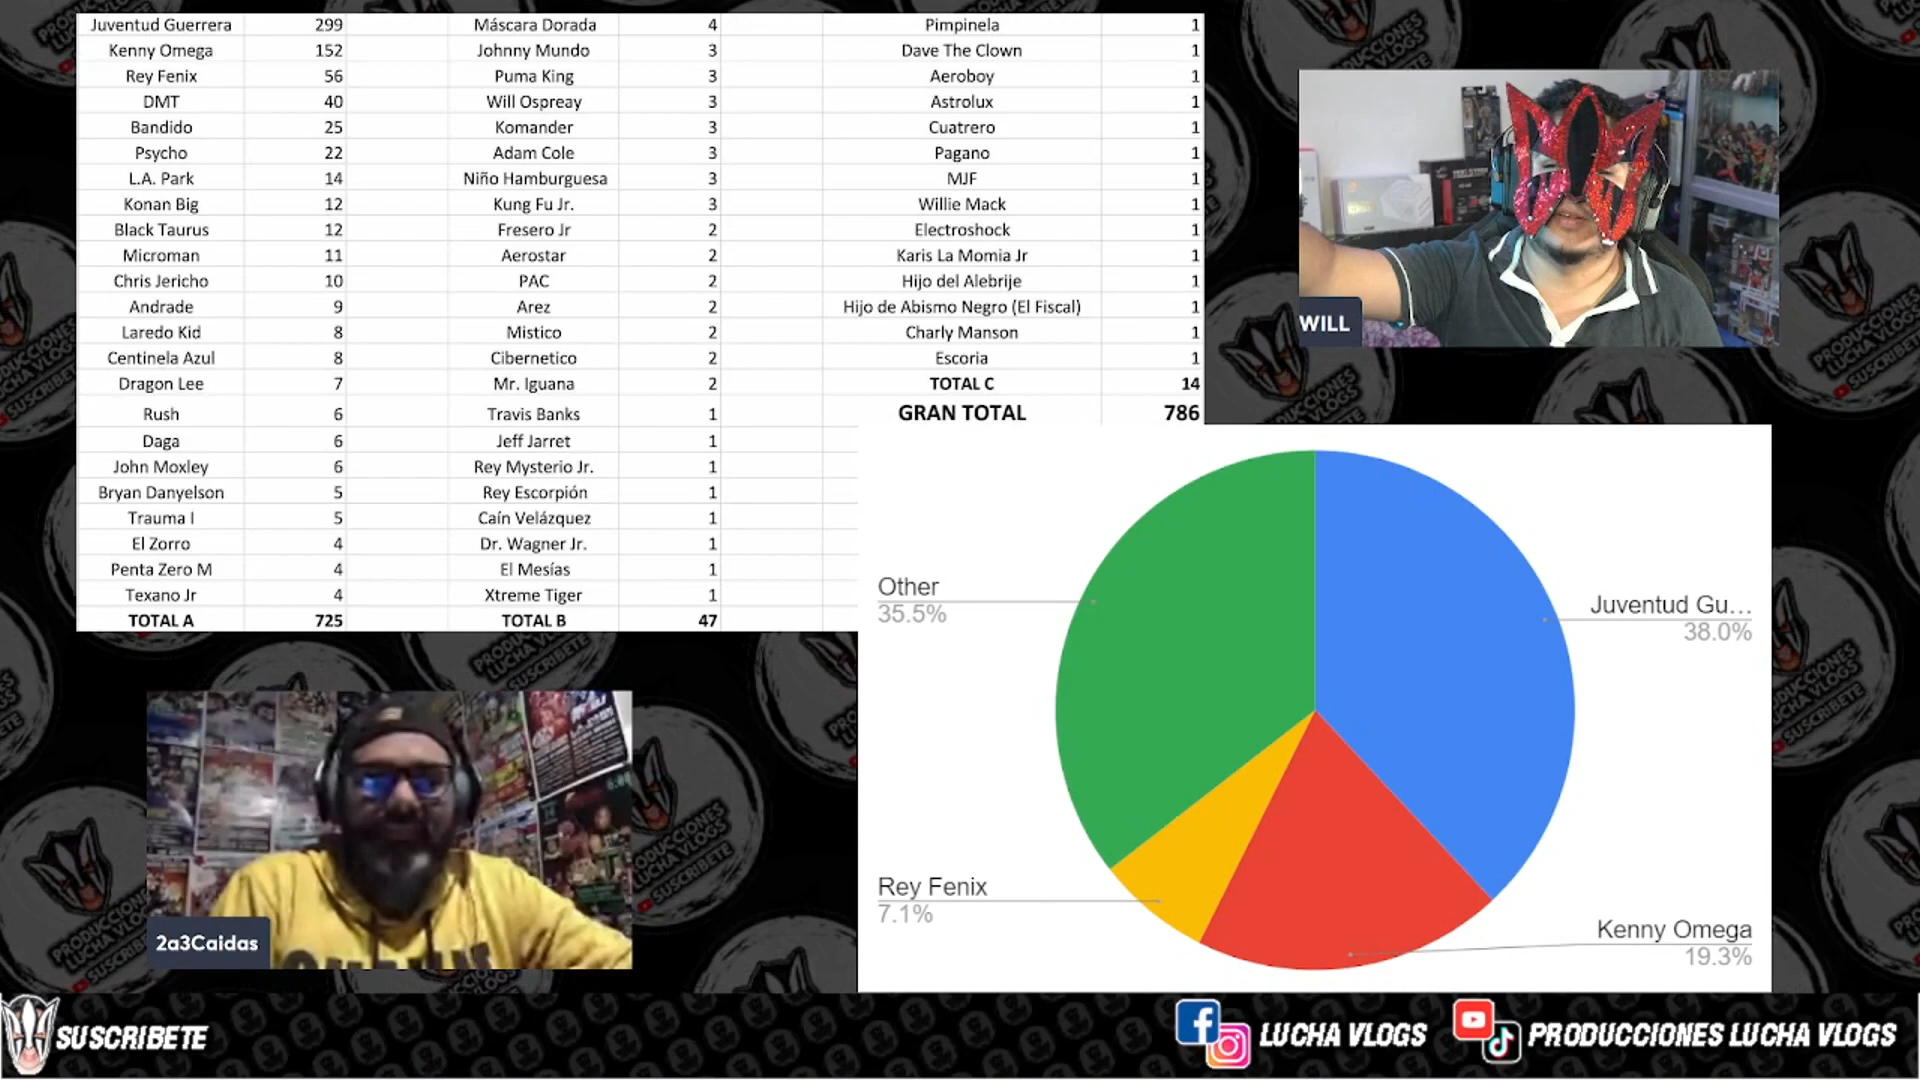 Juventud Guerrera 299 Máscara Dorada 4 Pimpinela 1
Kenny Omega 152 Johnny Mundo 3 Dave The Clown 1
Rey Fenix 56 Puma King 3 Aeroboy 1
DMT 40 Will Ospreay 3 Astrolux 1
Bandido 25 Komander 3 Cuatrero 1
Psycho 22 Adam Cole 3 Pagano 1
L.A. Park 14 Niño Hamburguesa 3 MJF 1
Konan Big 12 Kung Fu Jr. 3 Willie Mack 1
Black Taurus 12 Fresero Jr 2 Electroshock 1
Microman 11 Aerostar 2 Karis La Momia Jr 1
Chris Jericho 10 PAC 2 Hijo del Alebrije 1
Andrade 9 Arez 2 Hijo de Abismo Negro (El Fiscal) 1
Laredo Kid 8 Mistico 2 Charly Manson 1
Centinela Azul 8 Cibernetico 2 Escoria 1
Dragon Lee 7 Mr. Iguana 2 TOTAL C 14
Rush 6 Travis Banks 1 GRAN TOTAL 786
Daga 6 Jeff Jarret 1
John Moxley 6 Rey Mysterio Jr. 1
Bryan Danyelson 5 Rey Escorpión 1
Trauma I 5 Caín Velázquez 1
El Zorro 4 Dr. Wagner Jr. 1
Penta Zero M 4 El Mesías 1
Texano Jr 4 Xtreme Tiger 1
TOTAL A 725 TOTAL B 47
WILL
Other
35.5%
Juventud Gu...
38.0%
Rey Fenix
7.1%
Kenny Omega
19.3%
2a3Caidas
SUSCRIBETE
LUCHA VLOGS
PRODUCCIONES LUCHA VLOGS